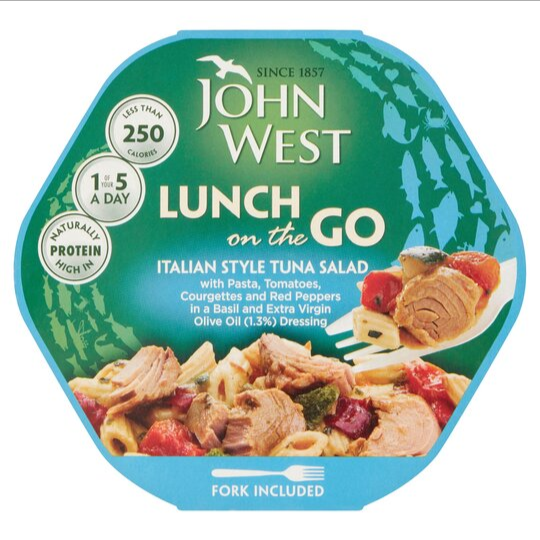 SINCE 1857
JOHN
WEST
LESS THAN
250
CALORIES
1 OF YOUR 5
A DAY
NATURALLY
PROTEIN
HIGH IN
LUNCH
on the GO
ITALIAN STYLE TUNA SALAD
with Pasta, Tomatoes,
Courgettes and Red Peppers
in a Basil and Extra Virgin
Olive Oil (1.3%) Dressing
FORK INCLUDED